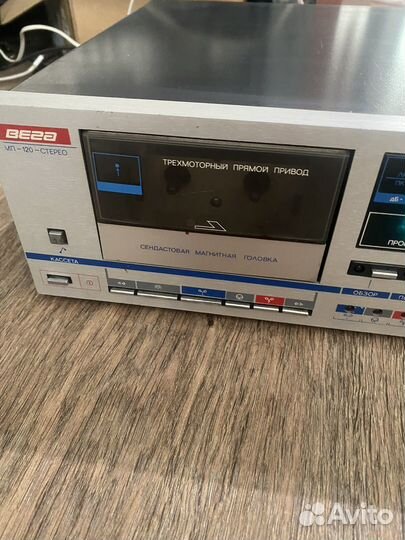 ВЕГА
МП-120-СТЕРЕО
ТРЕХМОТОРНЫЙ ПРЯМОЙ ПРИВОД
СЕНДАСТОВАЯ МАГНИТНАЯ ГОЛОВКА
КАССЕТА
ОБЗОР
Avito